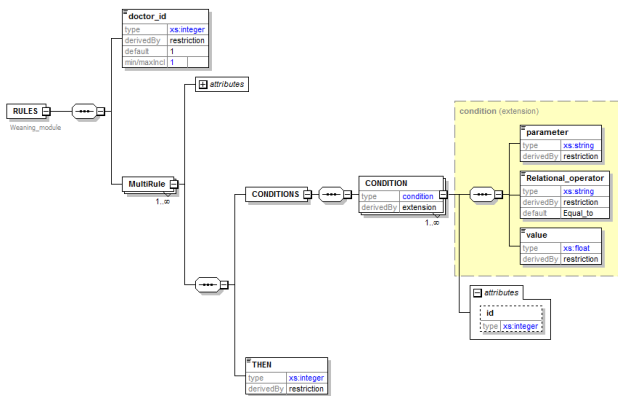 doctor_id
type xs:integer
derivedBy restriction
default 1
min/maxIncl 1
RULES
Weaning_module
attributes
MultiRule
1..∞
CONDITIONS
CONDITION
type condition
derivedBy extension
1..∞
condition (extension)
parameter
type xs:string
derivedBy restriction
Relational_operator
type xs:string
derivedBy restriction
default Equal_to
value
type xs:float
derivedBy restriction
attributes
id
type xs:integer
THEN
type xs:integer
derivedBy restriction